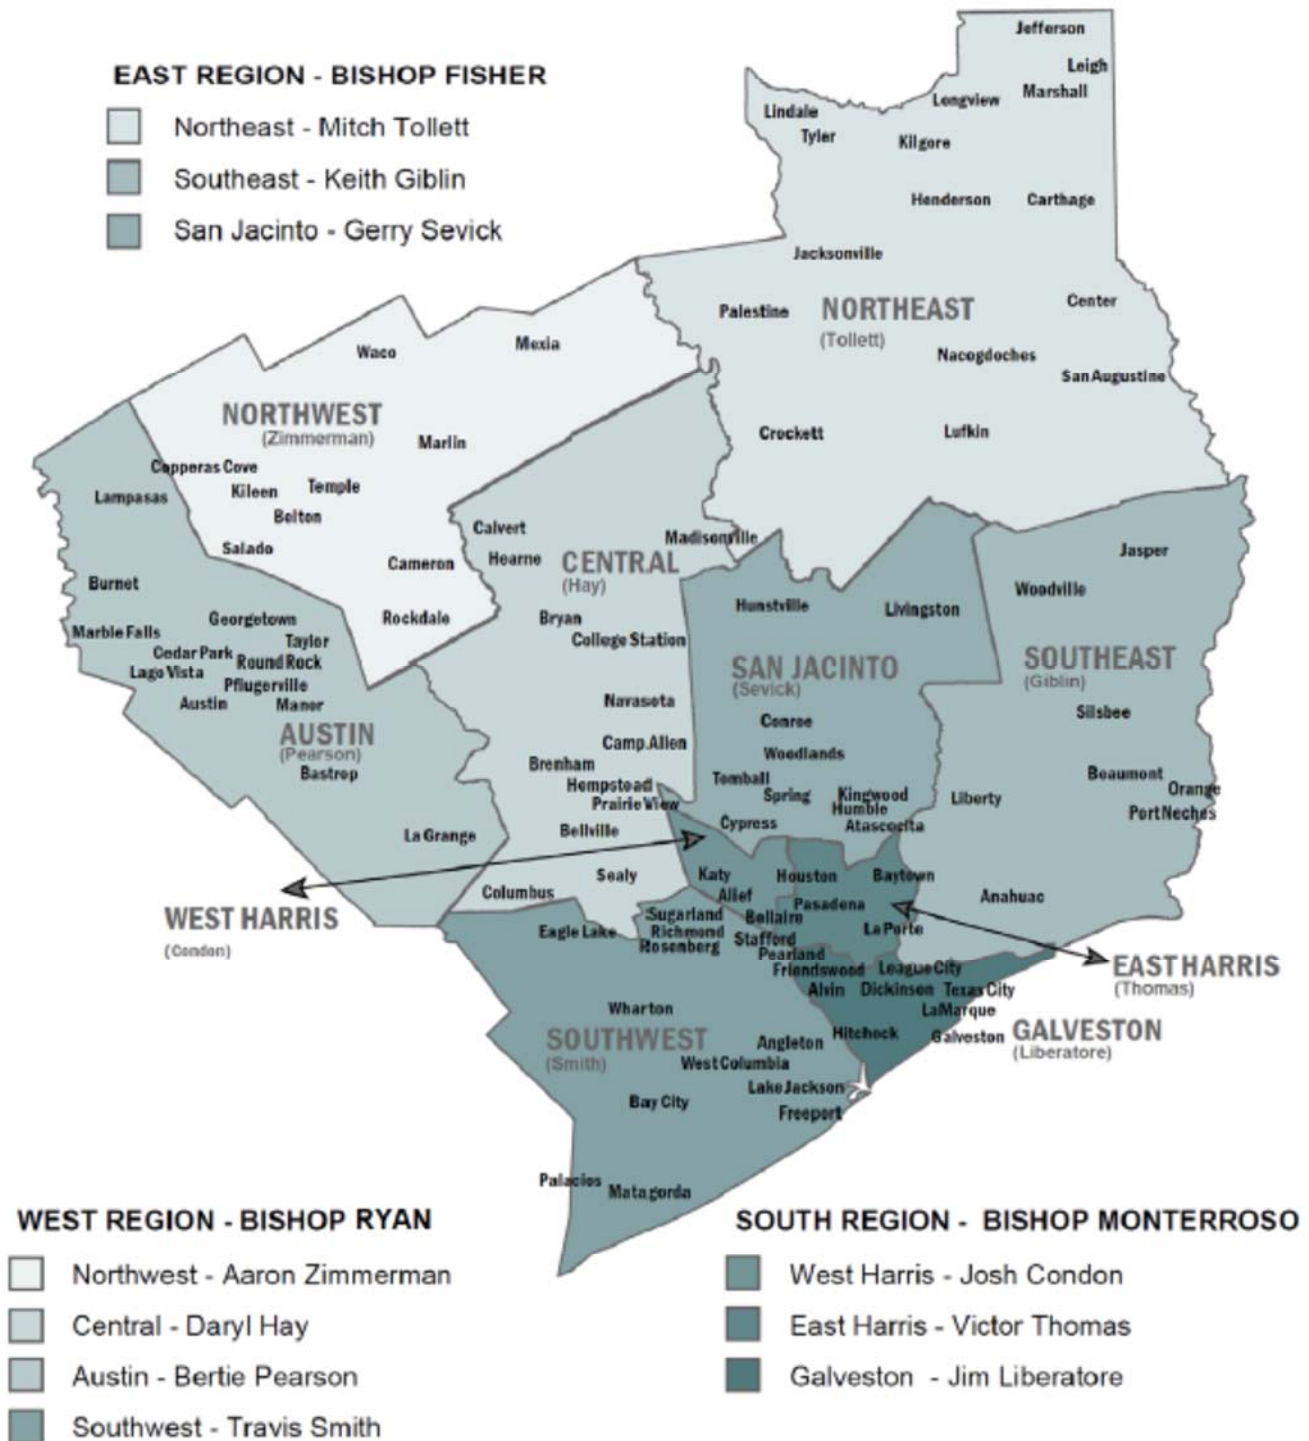 EAST REGION - BISHOP FISHER
Northeast - Mitch Tollett
Southeast - Keith Giblin
San Jacinto - Gerry Sevick
Jefferson
Leigh
Marshall
Longview
Lindale
Tyler
Kilgore
Henderson
Carthage
Jacksonville
Palestine
NORTHEAST
(Tollett)
Center
Nacogdoches
San Augustine
Crockett
Lufkin
Waco
Mexia
NORTHWEST
(Zimmerman)
Marlin
Copperas Cove
Kileen
Temple
Belton
Salado
Cameron
Rockdale
Lampasas
Burnet
Marble Falls
Georgetown
Taylor
Cedar Park
Round Rock
Lago Vista
Pflugerville
Austin
Manor
AUSTIN
(Pearson)
Bastrop
La Grange
Calvert
Hearne
CENTRAL
(Hay)
Madisonville
Bryan
College Station
Navasota
Camp Allen
Brenham
Hempstead
Prairie View
Bellville
Sealy
Columbus
Hunstville
Livingston
SAN JACINTO
(Sevick)
Conroe
Woodlands
Tomball
Spring
Kingwood
Humble
Cypress
Atascocita
Jasper
Woodville
SOUTHEAST
(Giblin)
Silsbee
Beaumont
Orange
Port Neches
Liberty
Anahuac
WEST HARRIS
(Condon)
Katy
Alief
Houston
Baytown
Pasadena
Bellaire
La Porte
EAST HARRIS
(Thomas)
Sugarland
Richmond
Rosenberg
Stafford
Pearland
Eagle Lake
Friendswood
League City
Alvin
Dickinson
Texas City
LaMarque
Hitchock
Galveston
GALVESTON
(Liberatore)
Wharton
SOUTHWEST
(Smith)
Angleton
West Columbia
Lake Jackson
Bay City
Freeport
Palacios
Matagorda
WEST REGION - BISHOP RYAN
Northwest - Aaron Zimmerman
Central - Daryl Hay
Austin - Bertie Pearson
Southwest - Travis Smith
SOUTH REGION - BISHOP MONTERROSO
West Harris - Josh Condon
East Harris - Victor Thomas
Galveston - Jim Liberatore